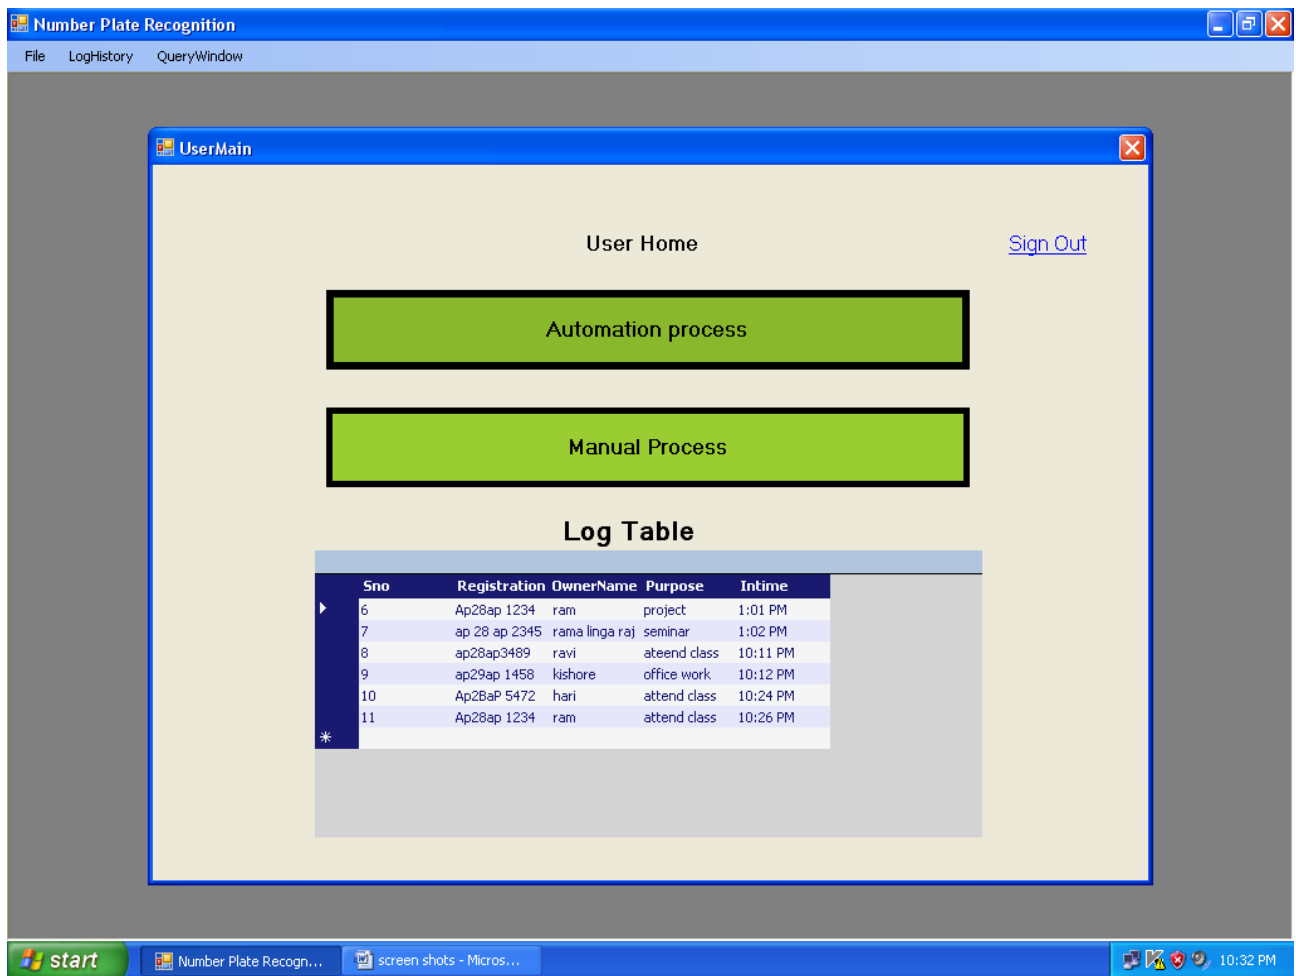 Number Plate Recognition
File LogHistory QueryWindow
UserMain
User Home
Sign Out
Automation process
Manual Process
Log Table
Sno Registration OwnerName Purpose Intime
6 Ap28ap 1234 ram project 1:01 PM
7 ap 28 ap 2345 rama linga raj seminar 1:02 PM
8 ap28ap3489 ravi ateend class 10:11 PM
9 ap29ap 1458 kishore office work 10:12 PM
10 Ap2BaP 5472 hari attend class 10:24 PM
11 Ap28ap 1234 ram attend class 10:26 PM
start Number Plate Recogn... screen shots - Micros... 10:32 PM